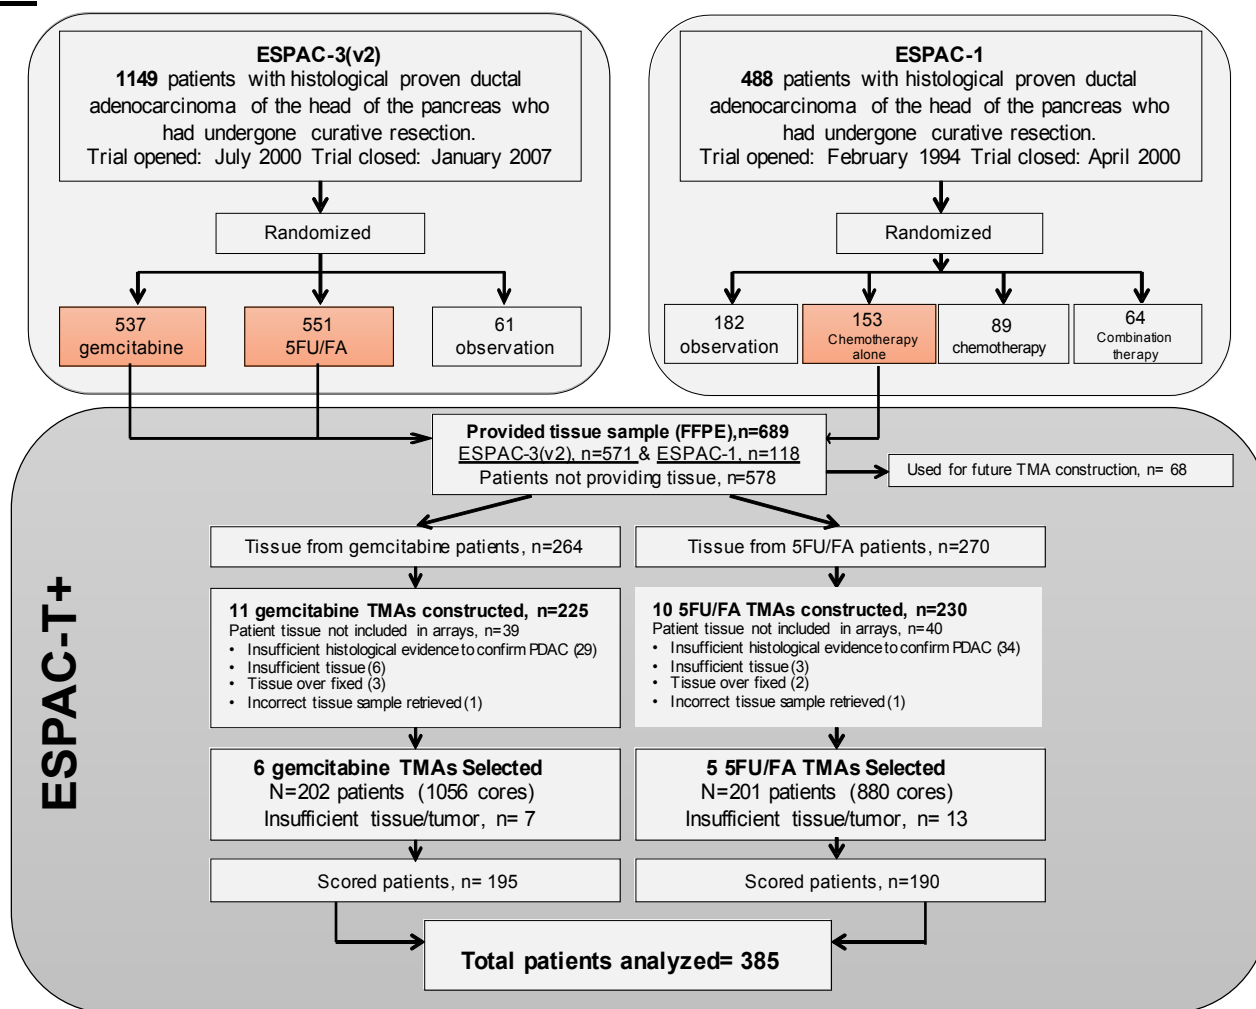 ESPAC-3(v2)
1149 patients with histological proven ductal
adenocarcinoma of the head of the pancreas who
had undergone curative resection.
Trial opened: July 2000 Trial closed: January 2007
Randomized
537
gemcitabine
551
5FU/FA
61
observation
ESPAC-1
488 patients with histological proven ductal
adenocarcinoma of the head of the pancreas who
had undergone curative resection.
Trial opened: February 1994 Trial closed: April 2000
Randomized
182
observation
153
Chemotherapy
alone
89
chemotherapy
64
Combination
therapy
ESPAC-T+
Provided tissue sample (FFPE),n=689
ESPAC-3(v2), n=571 & ESPAC-1, n=118
Patients not providing tissue, n=578
Used for future TMA construction, n= 68
Tissue from gemcitabine patients, n=264
Tissue from 5FU/FA patients, n=270
11 gemcitabine TMAs constructed, n=225
Patient tissue not included in arrays, n=39
• Insufficient histological evidence to confirm PDAC (29)
• Insufficient tissue (6)
• Tissue over fixed (3)
• Incorrect tissue sample retrieved (1)
10 5FU/FA TMAs constructed, n=230
Patient tissue not included in arrays, n=40
• Insufficient histological evidence to confirm PDAC (34)
• Insufficient tissue (3)
• Tissue over fixed (2)
• Incorrect tissue sample retrieved (1)
6 gemcitabine TMAs Selected
N=202 patients (1056 cores)
Insufficient tissue/tumor, n= 7
5 5FU/FA TMAs Selected
N=201 patients (880 cores)
Insufficient tissue/tumor, n= 13
Scored patients, n= 195
Scored patients, n=190
Total patients analyzed= 385